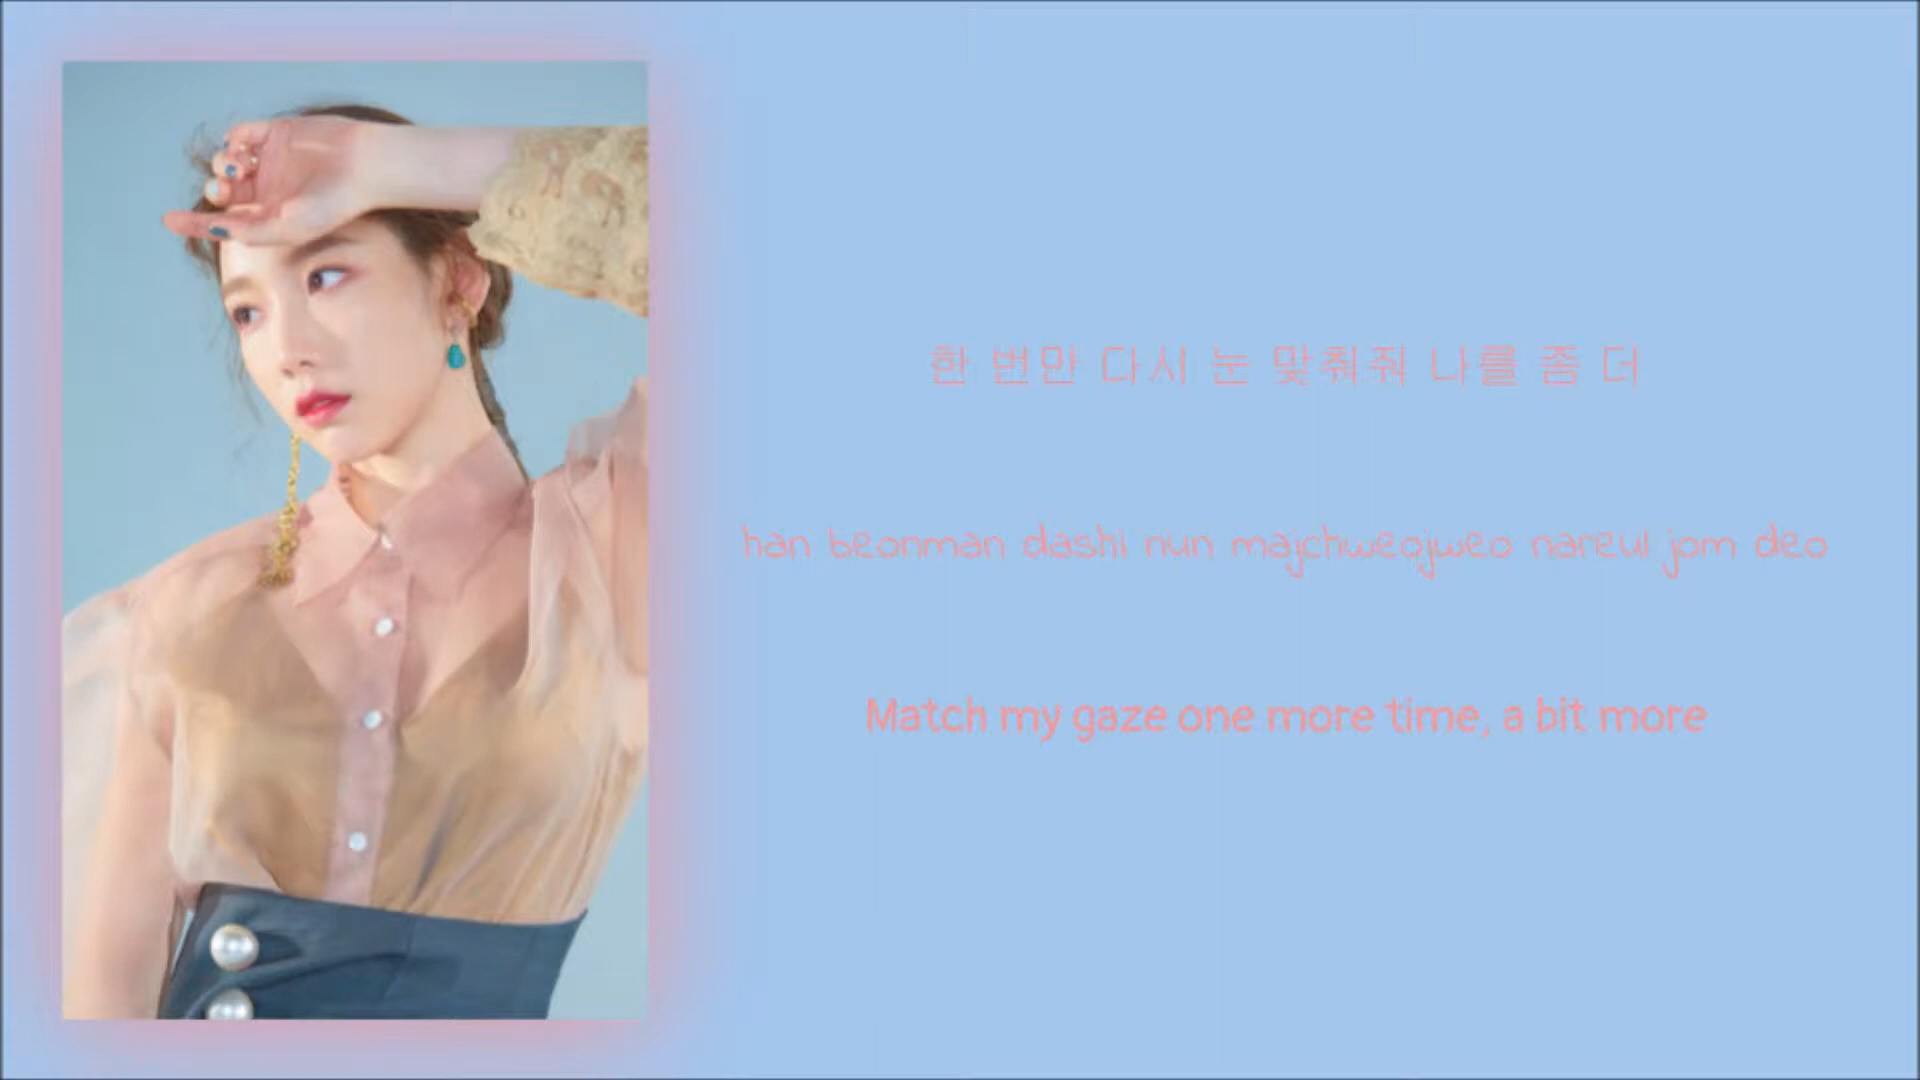 한 번만 다시 눈 맞춰줘 나를 좀 더
han beonman dashi nun majchweojweo nareul jom deo
Match my gaze one more time, a bit more